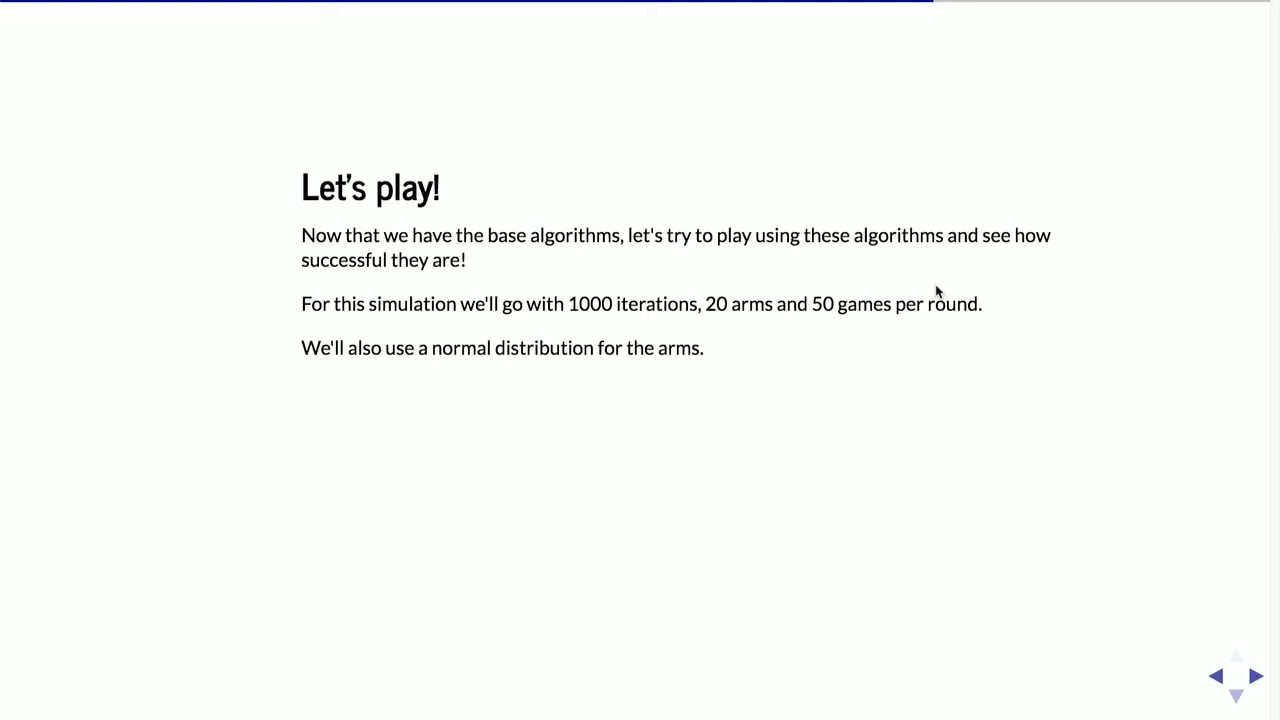 Let's play!
Now that we have the base algorithms, let's try to play using these algorithms and see how
successful they are!
For this simulation we'll go with 1000 iterations, 20 arms and 50 games per round.
We'll also use a normal distribution for the arms.